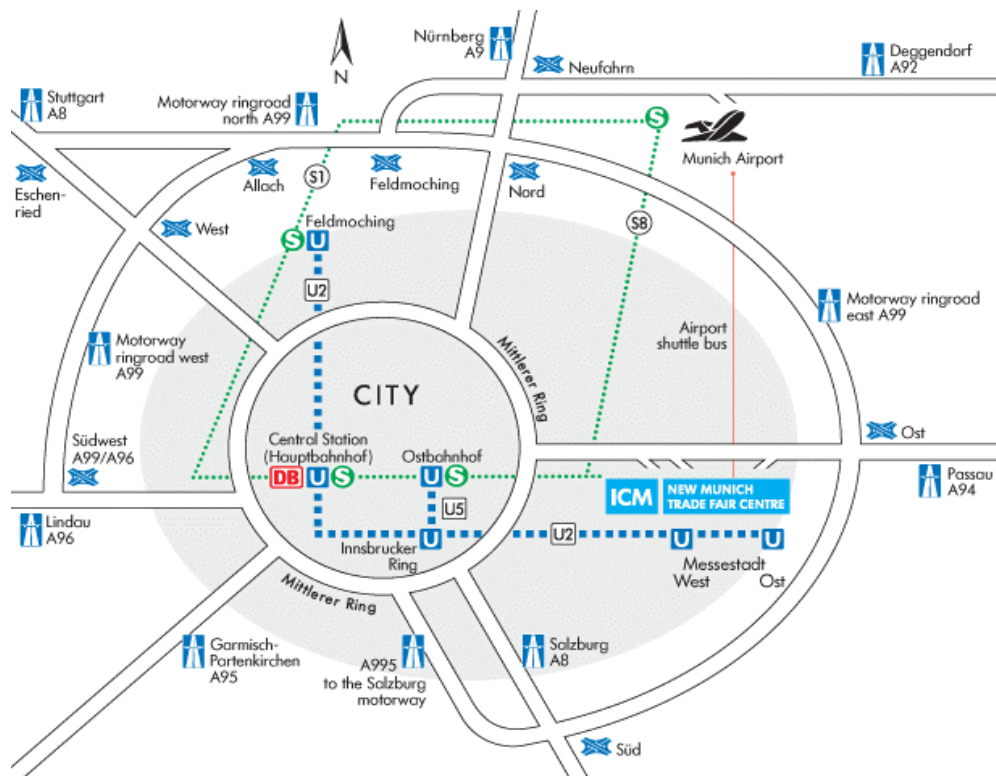 Nürnberg
A9
Neufahrn
Deggendorf
A92
N
Stuttgart
A8
Motorway ringroad
north A99
S
Munich Airport
Eschen-
ried
Allach
S1
Feldmoching
Nord
West
S
U
Feldmoching
S8
U2
Motorway ringroad
east A99
Airport
shuttle bus
Motorway
ringroad west
A99
Mittlerer Ring
CITY
Südwest
A99/A96
Central Station
(Hauptbahnhof)
DB
U
S
Ostbahnhof
U
S
Ost
ICM
NEW MUNICH
TRADE FAIR CENTRE
Passau
A94
Lindau
A96
U5
Innsbrucker
Ring
U
U2
U
U
Messestadt
West
Ost
Mittlerer Ring
Garmisch-
Partenkirchen
A95
A995
to the Salzburg
motorway
Salzburg
A8
Süd